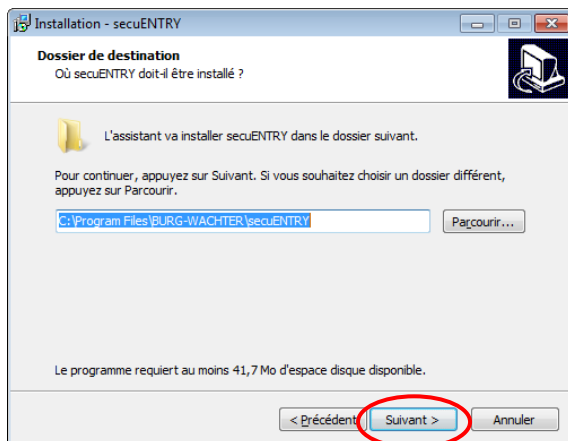 Installation - secuENTRY
Dossier de destination
Où secuENTRY doit-il être installé ?
L'assistant va installer secuENTRY dans le dossier suivant.
Pour continuer, appuyez sur Suivant. Si vous souhaitez choisir un dossier différent,
appuyez sur Parcourir.
C:\Program Files\BURG-WACHTER\secuENTRY
Parcourir...
Le programme requiert au moins 41,7 Mo d'espace disque disponible.
< Précédent
Suivant >
Annuler